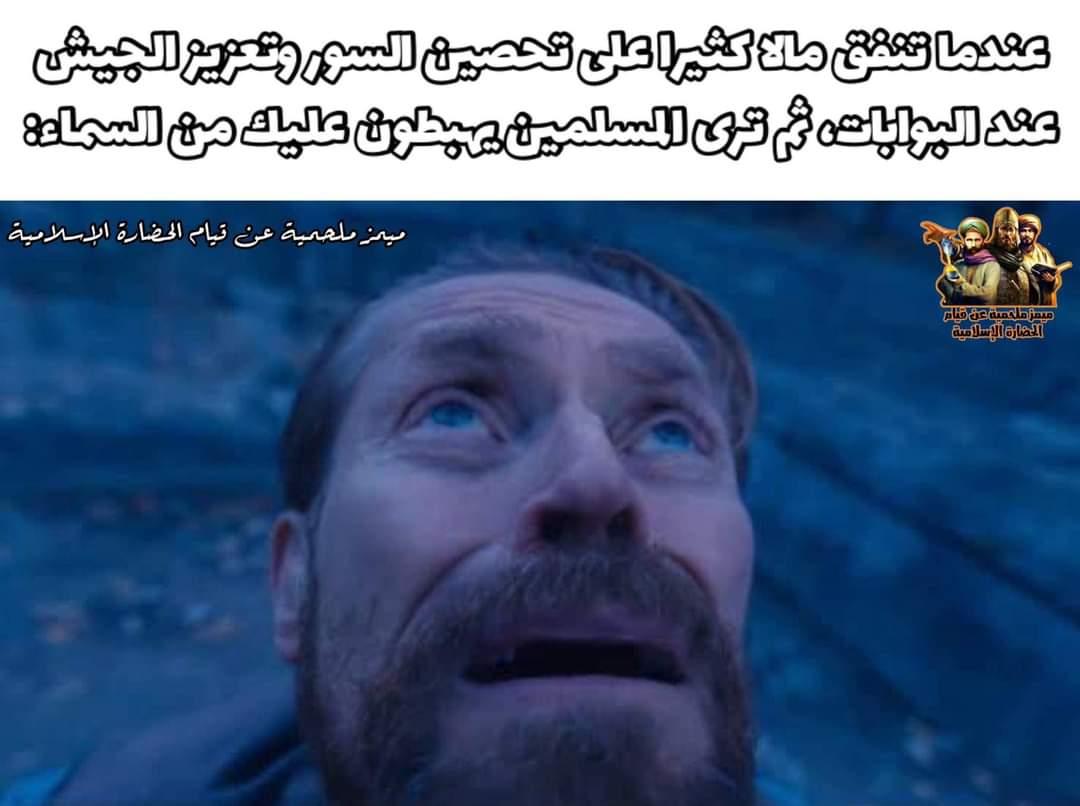 عندما تنفق مالا كثيرا على تحصين السور وتعزيز الجيش
عند البوابات، ثم ترى المسلمين يهبطون عليك من السماء:
ميمز ملحمية عن قيام الحضارة الإسلامية
ميمز ملحمية عن قيام
الحضارة الإسلامية